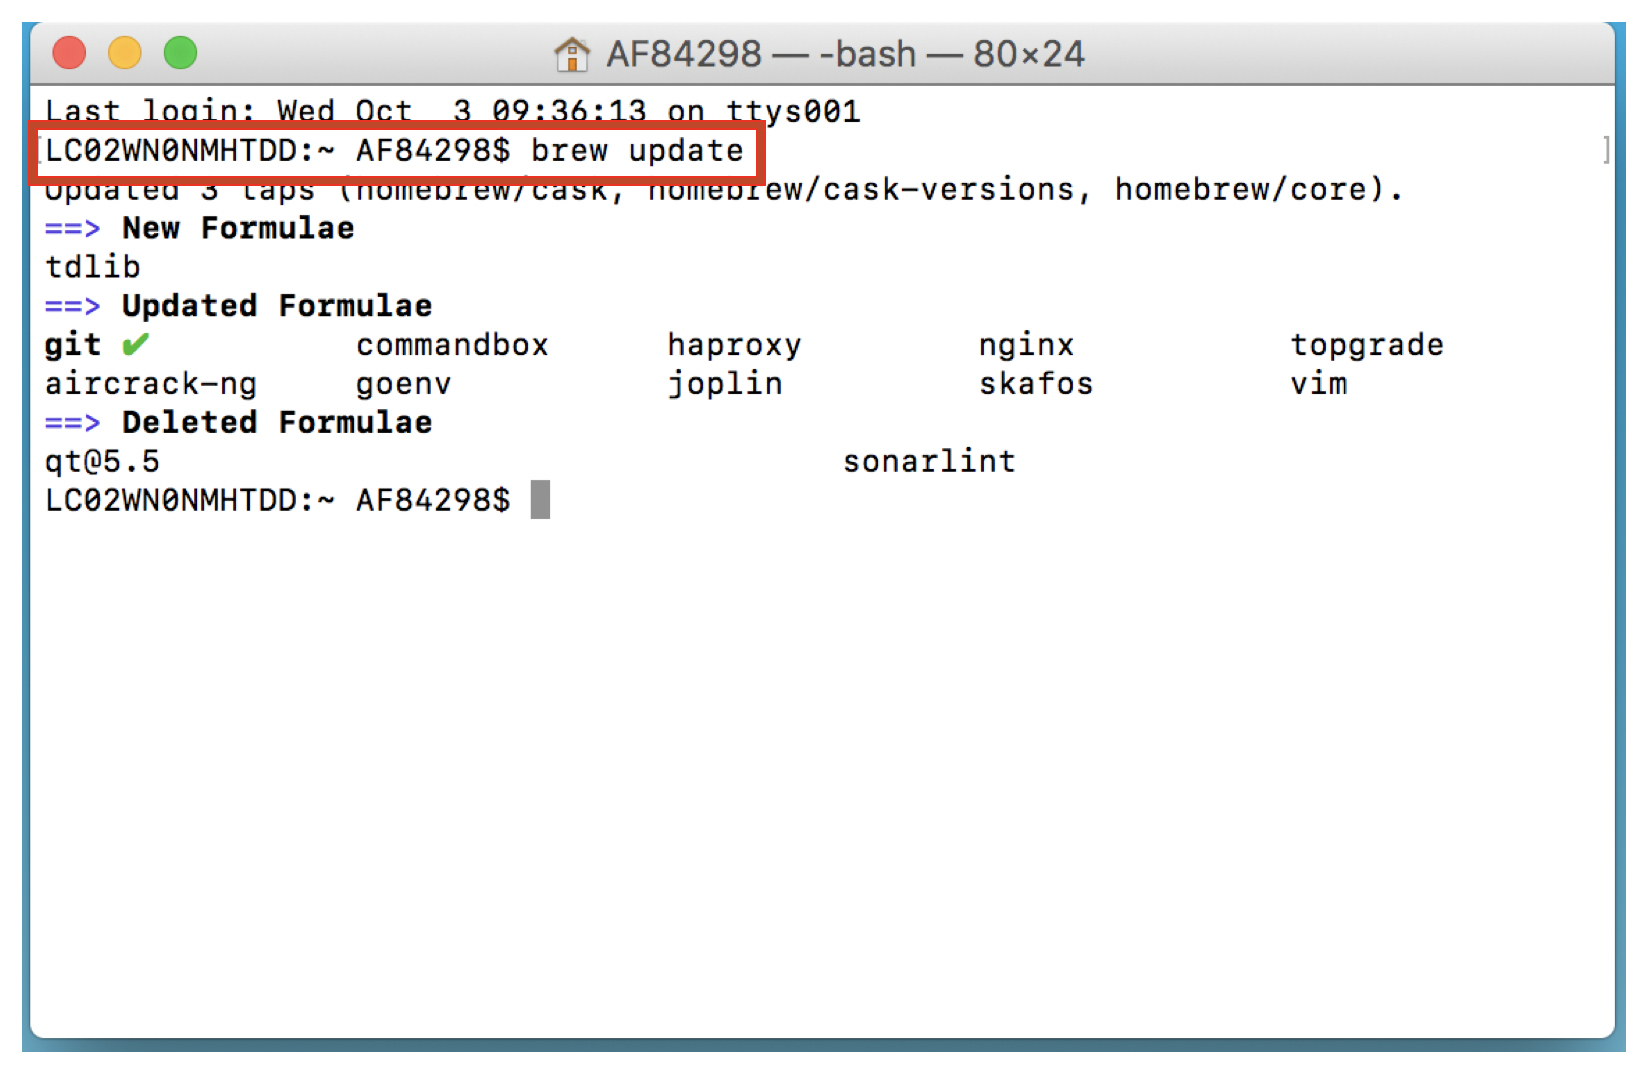 AF84298 — -bash — 80×24
Last login: Wed Oct  3 09:36:13 on ttys001
[LC02WN0NMHTDD:~ AF84298$ brew update ]
Updated 3 taps (homebrew/cask, homebrew/cask-versions, homebrew/core).
==> New Formulae
tdlib
==> Updated Formulae
git ✔ commandbox haproxy nginx topgrade
aircrack-ng goenv joplin skafos vim
==> Deleted Formulae
qt@5.5 sonarlint
LC02WN0NMHTDD:~ AF84298$